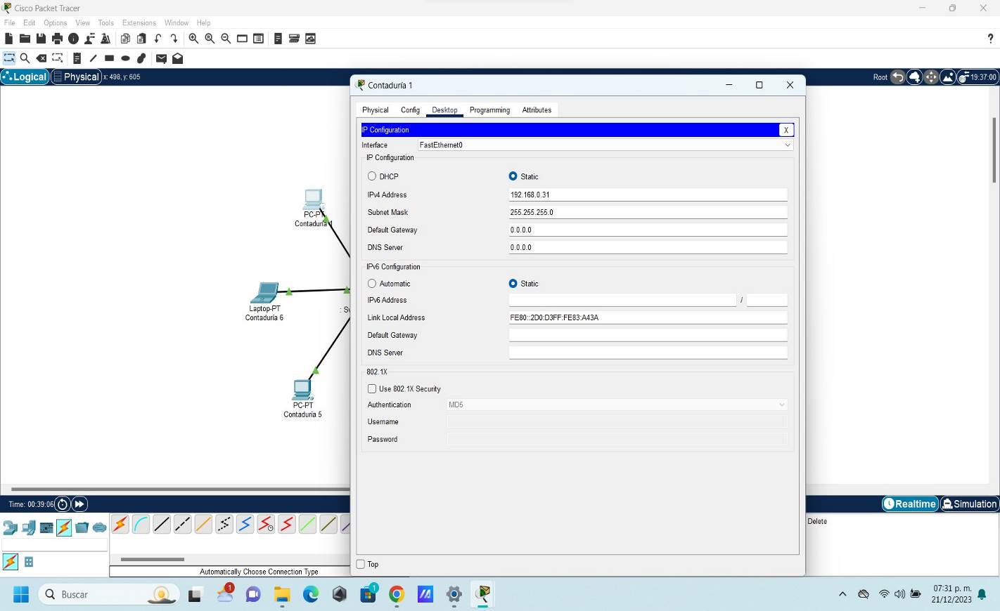 Cisco Packet Tracer
File Edit Options View Tools Extensions Window Help
Logical Physical x: 498, y: 605
Root 19:37:00
Contaduría 1
Physical Config Desktop Programming Attributes
IP Configuration X
Interface FastEthernet0
IP Configuration
DHCP Static
IPv4 Address 192.168.0.31
Subnet Mask 255.255.255.0
Default Gateway 0.0.0.0
DNS Server 0.0.0.0
IPv6 Configuration
Automatic Static
IPv6 Address /
Link Local Address FE80::2D0:D3FF:FE83:A43A
Default Gateway
DNS Server
802.1X
Use 802.1X Security
Authentication MD5
Username
Password
Top
PC-PT
Contaduría 1
Laptop-PT
Contaduría 6
: Sw
PC-PT
Contaduría 5
Time: 00:39:06
Realtime Simulation
Delete
Automatically Choose Connection Type
Buscar
1
1
07:31 p. m.
21/12/2023